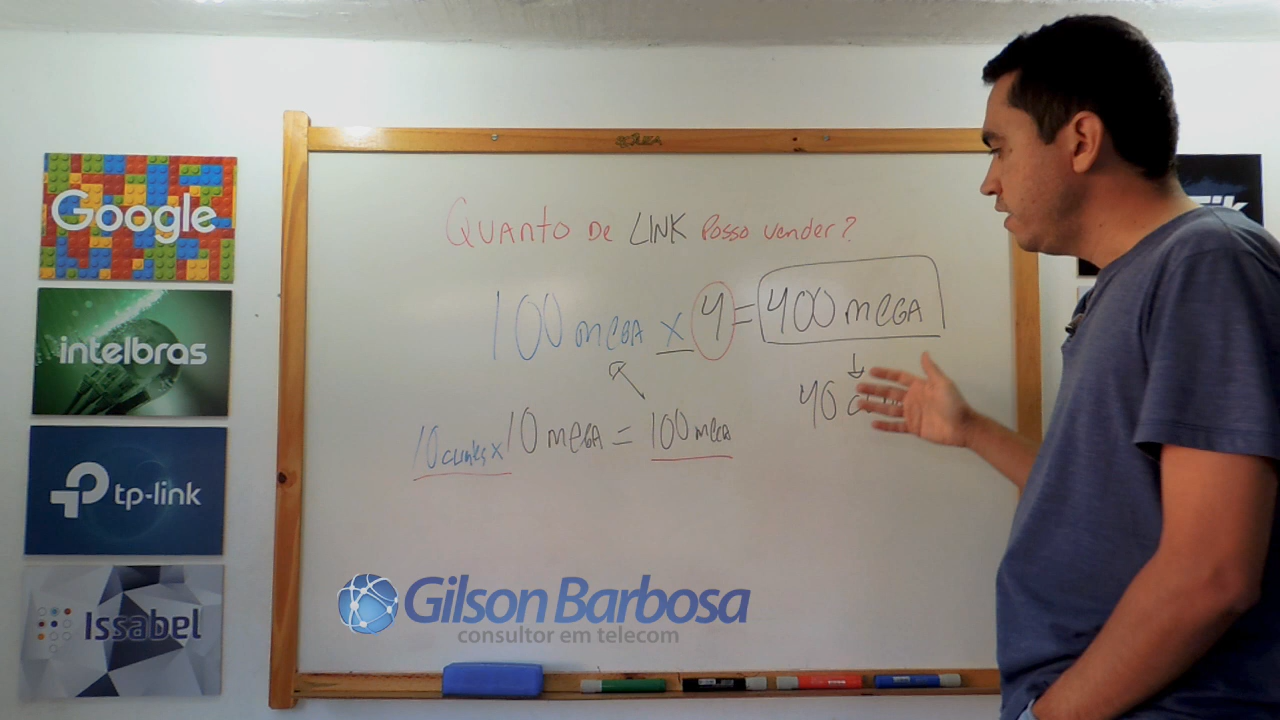 Google
intelbras
tp-link
Issabel
QUANTO DE LINK Posso vender?
100 mEGA x 4 = 400 mEGA
40
10 clientes x 10 mEGA = 100 mEGA
Gilson Barbosa
consultor em telecom